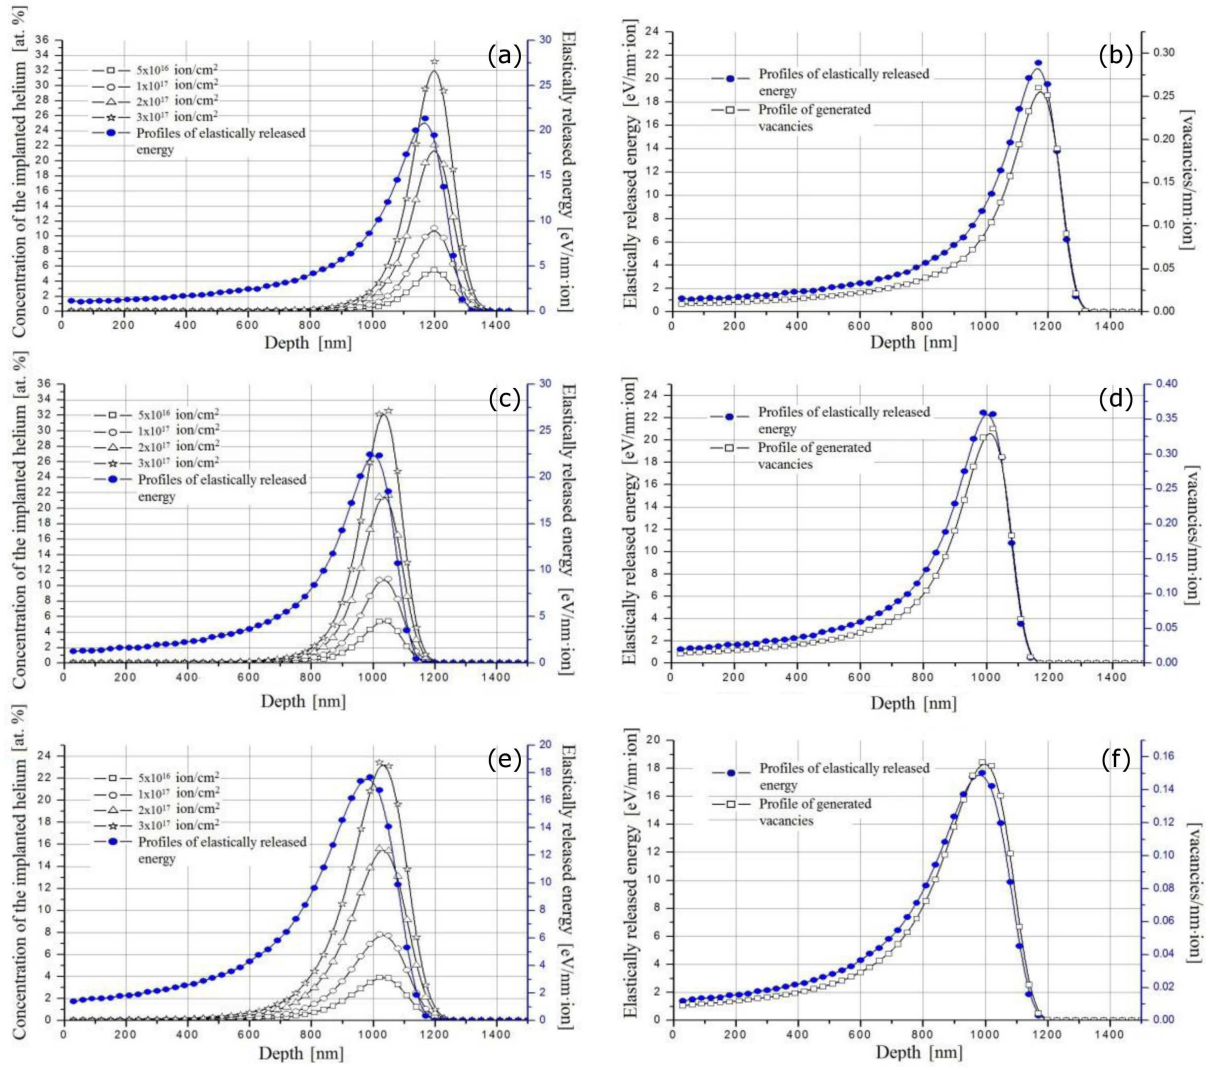 Concentration of the implanted helium [at. %]
36
34
32
30
28
26
24
22
20
18
16
14
12
10
8
6
4
2
0
(a)
5x10¹⁶ ion/cm²
1x10¹⁷ ion/cm²
2x10¹⁷ ion/cm²
3x10¹⁷ ion/cm²
Profiles of elastically released
energy
0 200 400 600 800 1000 1200 1400
Depth [nm]
30
25
20
15
10
5
0
Elastically released energy [eV/nm·ion]
Elastically released energy [eV/nm·ion]
24
22
20
18
16
14
12
10
8
6
4
2
0
(b)
Profiles of elastically released
energy
Profile of generated
vacancies
0 200 400 600 800 1000 1200 1400
Depth [nm]
0.30
0.25
0.20
0.15
0.10
0.05
0.00
[vacancies/nm·ion]
Concentration of the implanted helium [at. %]
36
34
32
30
28
26
24
22
20
18
16
14
12
10
8
6
4
2
0
(c)
5x10¹⁶ ion/cm²
1x10¹⁷ ion/cm²
2x10¹⁷ ion/cm²
3x10¹⁷ ion/cm²
Profiles of elastically released
energy
0 200 400 600 800 1000 1200 1400
Depth [nm]
30
25
20
15
10
5
0
Elastically released energy [eV/nm·ion]
Elastically released energy [eV/nm·ion]
24
22
20
18
16
14
12
10
8
6
4
2
0
(d)
Profiles of elastically released
energy
Profile of generated
vacancies
0 200 400 600 800 1000 1200 1400
Depth [nm]
0.40
0.35
0.30
0.25
0.20
0.15
0.10
0.05
0.00
[vacancies/nm·ion]
Concentration of the implanted helium [at. %]
24
22
20
18
16
14
12
10
8
6
4
2
0
(e)
5x10¹⁶ ion/cm²
1x10¹⁷ ion/cm²
2x10¹⁷ ion/cm²
3x10¹⁷ ion/cm²
Profiles of elastically released
energy
0 200 400 600 800 1000 1200 1400
Depth [nm]
20
18
16
14
12
10
8
6
4
2
0
Elastically released energy [eV/nm·ion]
Elastically released energy [eV/nm·ion]
20
18
16
14
12
10
8
6
4
2
0
(f)
Profiles of elastically released
energy
Profile of generated
vacancies
0 200 400 600 800 1000 1200 1400
Depth [nm]
0.16
0.14
0.12
0.10
0.08
0.06
0.04
0.02
0.00
[vacancies/nm·ion]